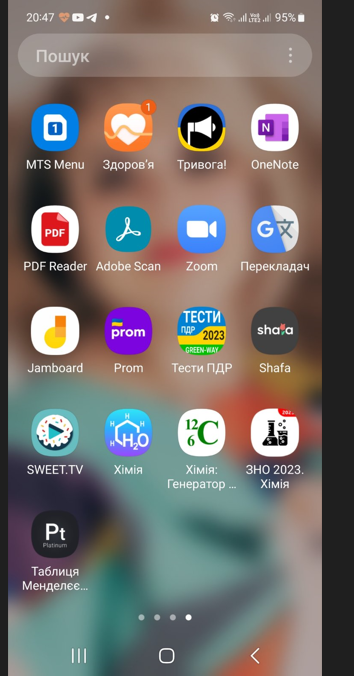 20:47
95%
Пошук
1
1
MTS Menu
Здоров'я
Тривога!
N
OneNote
PDF
PDF Reader
Adobe Scan
Zoom
G 文
Перекладач
Jamboard
prom
Prom
ТЕСТИ
ПДР 2023
GREEN-WAY
Тести ПДР
shafa
Shafa
SWEET.TV
H H
H₂O
Хімія
12
6 C
Хімія:
Генератор ...
ЗНО 2023.
Хімія
Pt
Platinum
Таблиця
Менделєє...